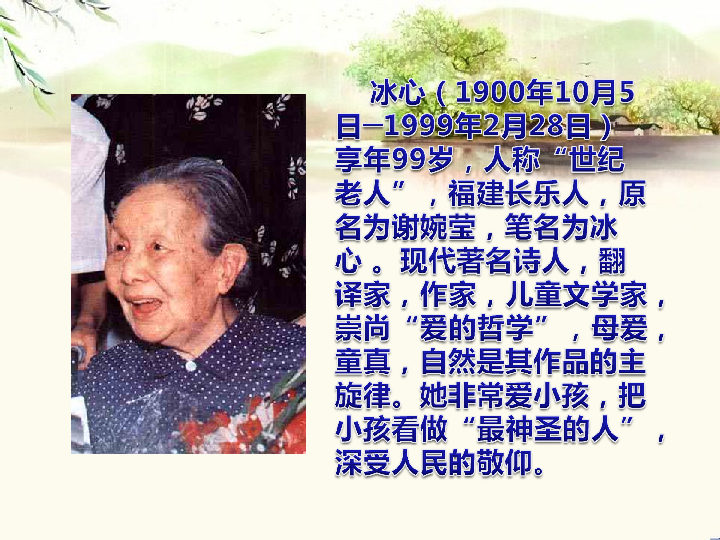 冰心（1900年10月5
日─1999年2月28日）
享年99岁，人称“世纪
老人”，福建长乐人，原
名为谢婉莹，笔名为冰
心 。现代著名诗人，翻
译家，作家，儿童文学家，
崇尚“爱的哲学”，母爱，
童真，自然是其作品的主
旋律。她非常爱小孩，把
小孩看做“最神圣的人”，
深受人民的敬仰。